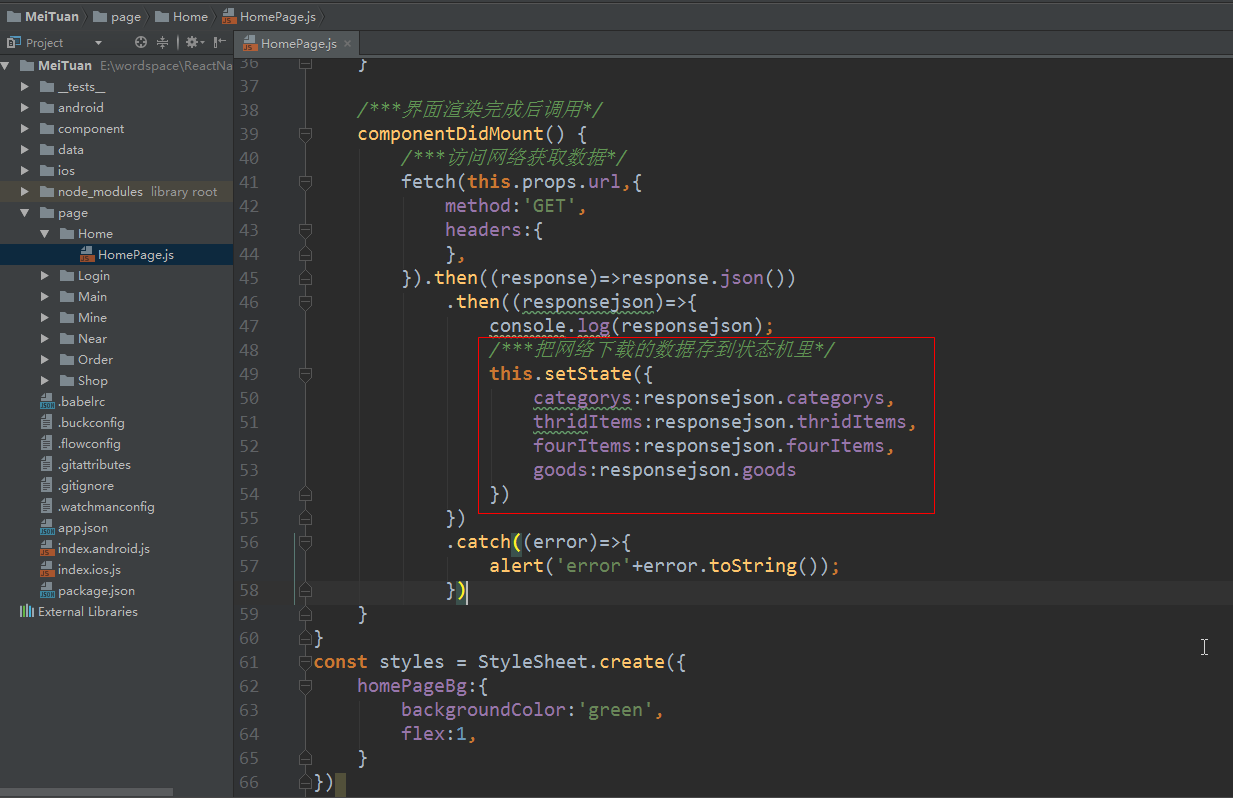 MeiTuan page Home HomePage.js
Project
HomePage.js
MeiTuan E:\wordspace\ReactNa
__tests__
android
component
data
ios
node_modules library root
page
Home
HomePage.js
Login
Main
Mine
Near
Order
Shop
.babelrc
.buckconfig
.flowconfig
.gitattributes
.gitignore
.watchmanconfig
app.json
index.android.js
index.ios.js
package.json
External Libraries
36 }
37
38 /***界面渲染完成后调用*/
39 componentDidMount() {
40 /***访问网络获取数据*/
41 fetch(this.props.url,{
42 method:'GET',
43 headers:{
44 },
45 }).then((response)=>response.json())
46 .then((responsejson)=>{
47 console.log(responsejson);
48 /***把网络下载的数据存到状态机里*/
49 this.setState({
50 categorys:responsejson.categorys,
51 thridItems:responsejson.thridItems,
52 fourItems:responsejson.fourItems,
53 goods:responsejson.goods
54 })
55 })
56 .catch((error)=>{
57 alert('error'+error.toString());
58 })
59 }
60 }
61 const styles = StyleSheet.create({
62 homePageBg:{
63 backgroundColor:'green',
64 flex:1,
65 }
66 })